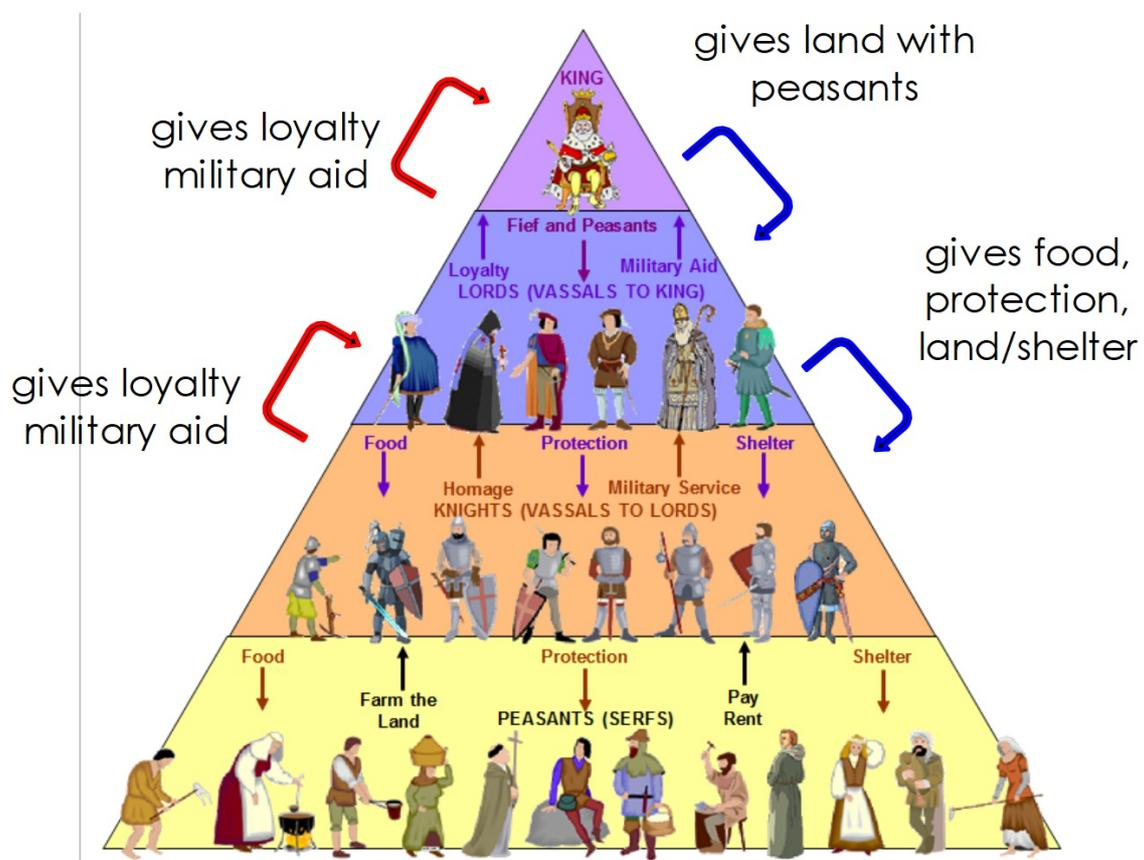 gives land with
peasants
KING
gives loyalty
military aid
Fief and Peasants
Loyalty
Military Aid
LORDS (VASSALS TO KING)
gives food,
protection,
land/shelter
gives loyalty
military aid
Food
Protection
Shelter
Homage
Military Service
KNIGHTS (VASSALS TO LORDS)
Food
Protection
Shelter
Farm the
Land
Pay
Rent
PEASANTS (SERFS)